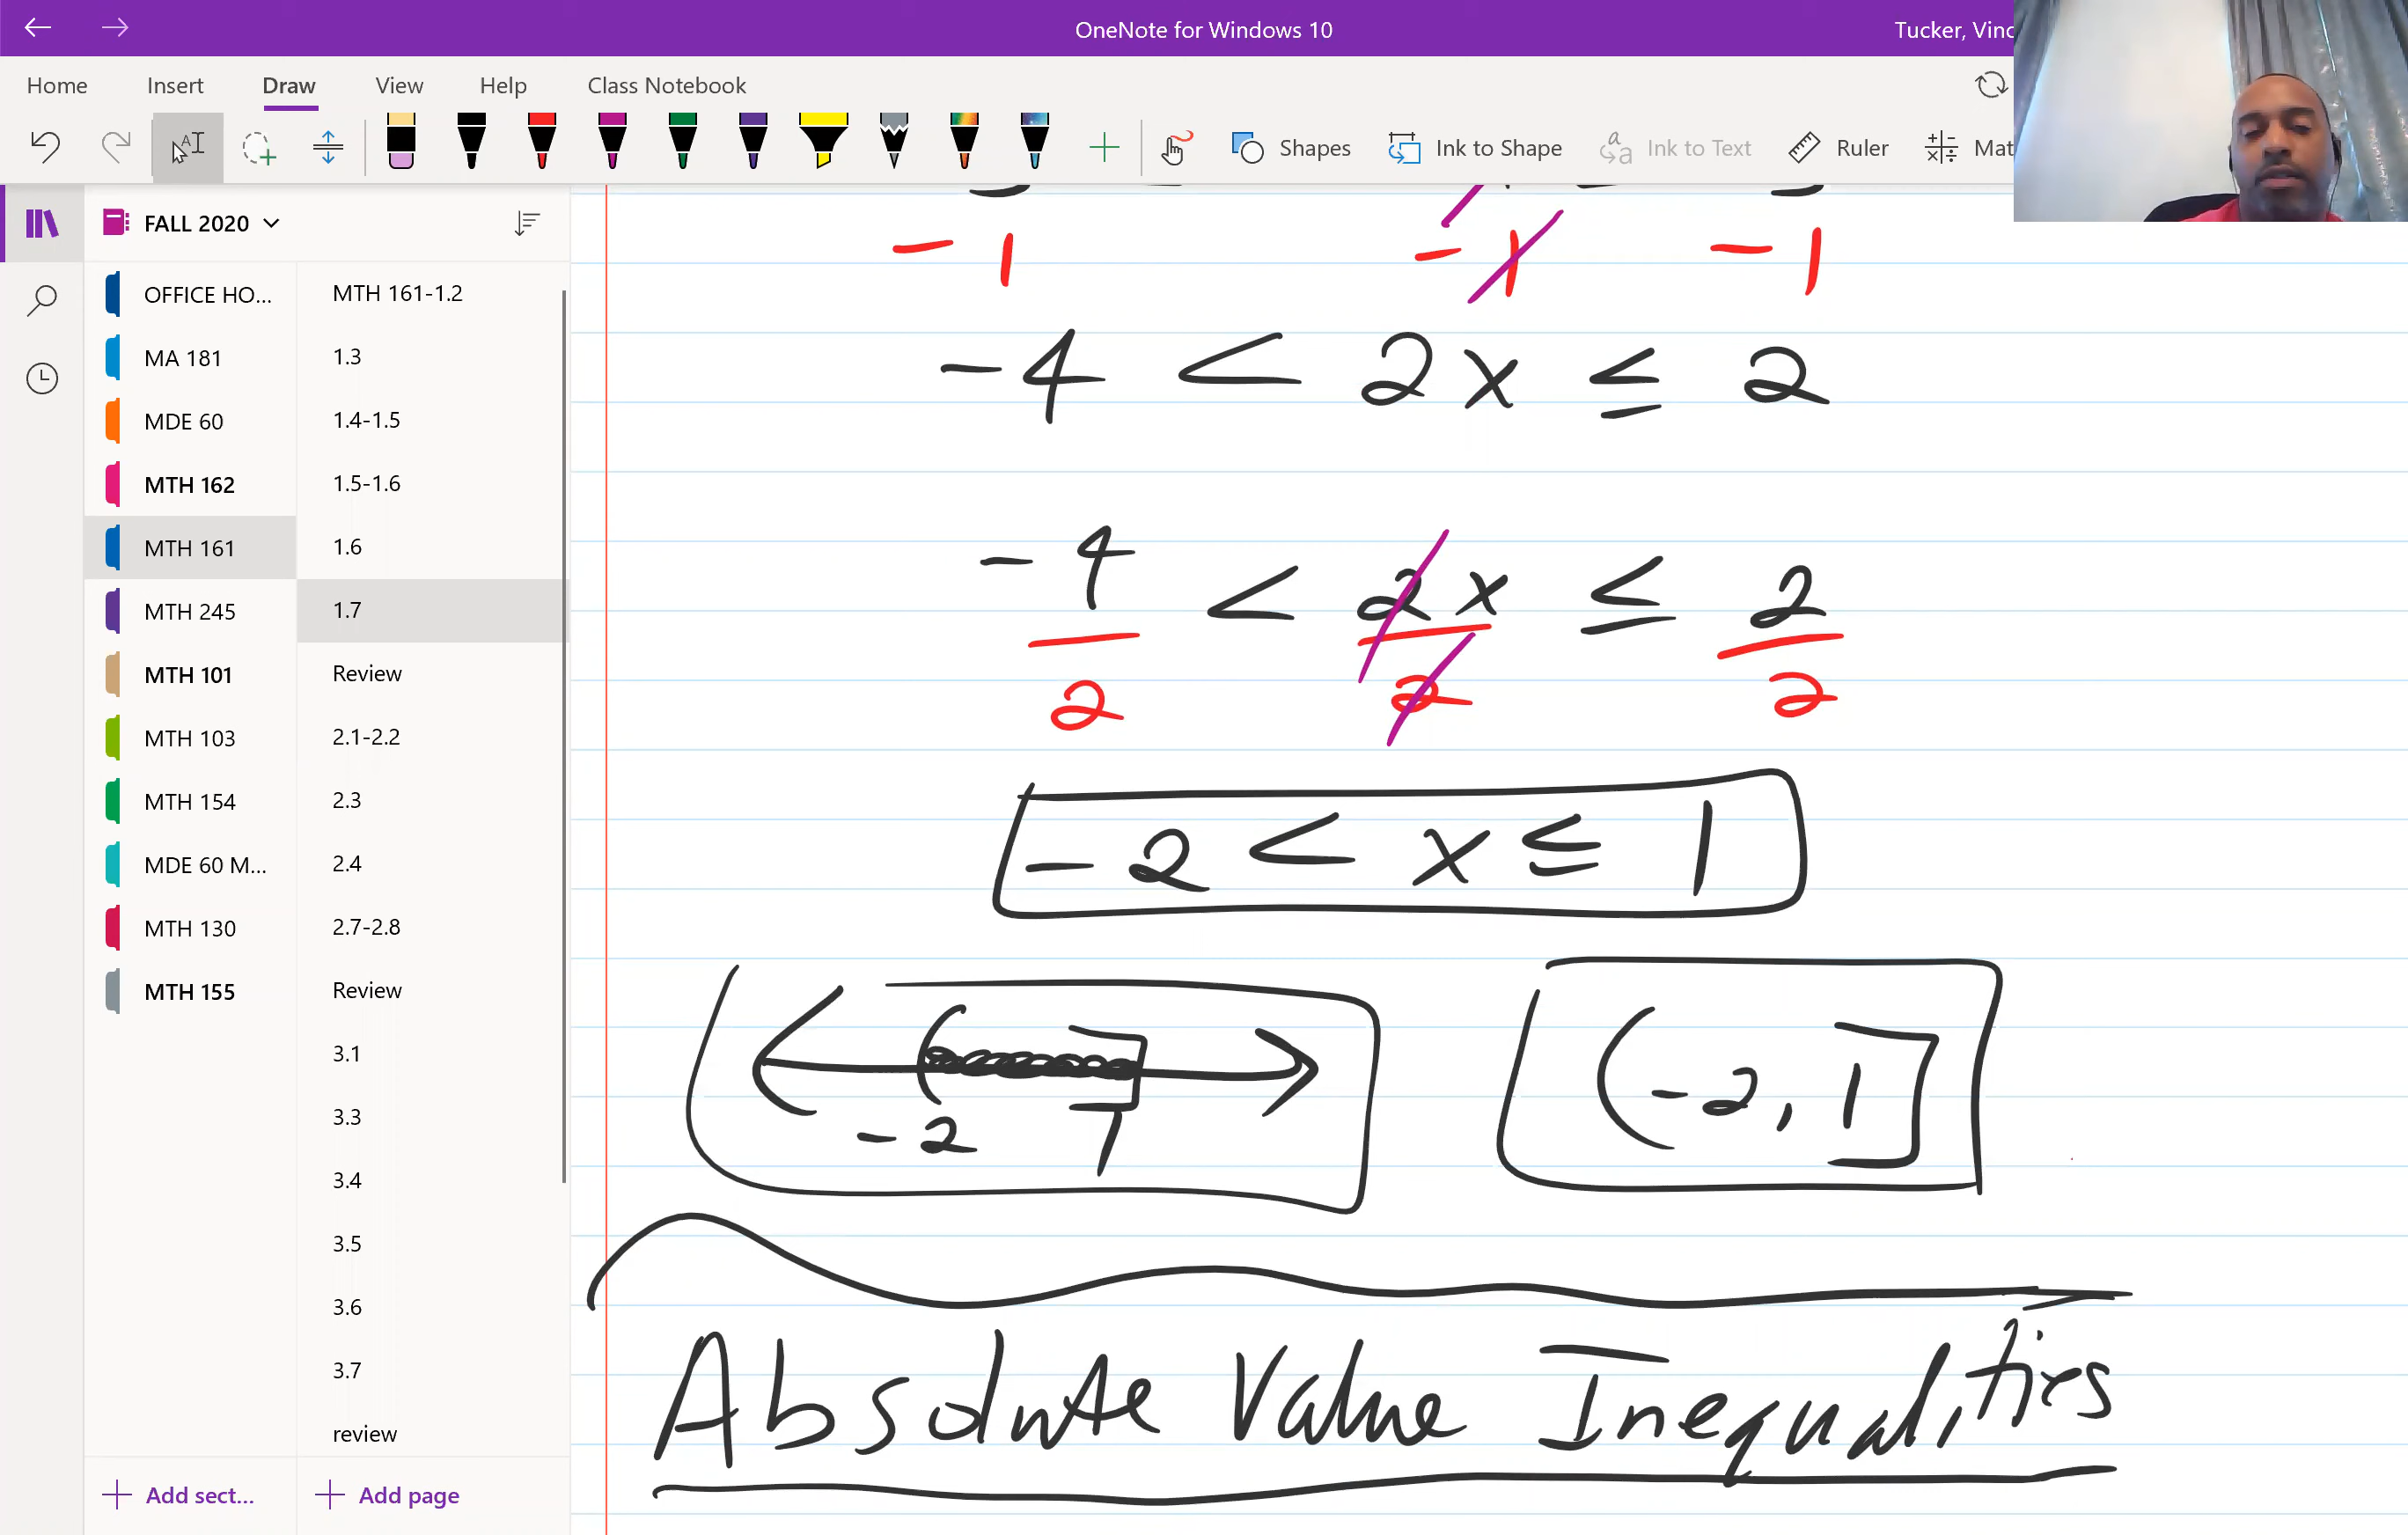 OneNote for Windows 10
Tucker, Vinc
Home Insert Draw View Help Class Notebook
Shapes Ink to Shape Ink to Text Ruler Mat
FALL 2020
OFFICE HO...
MA 181
MDE 60
MTH 162
MTH 161
MTH 245
MTH 101
MTH 103
MTH 154
MDE 60 M...
MTH 130
MTH 155
Add sect...
MTH 161-1.2
1.3
1.4-1.5
1.5-1.6
1.6
1.7
Review
2.1-2.2
2.3
2.4
2.7-2.8
Review
3.1
3.3
3.4
3.5
3.6
3.7
review
Add page
-1 -1 -1
-4 < 2x ≤ 2
-4 < 2x ≤ 2
2 2 2
-2 < x ≤ 1
( ] (-2, 1]
-2 1
Absolute Value Inequalities